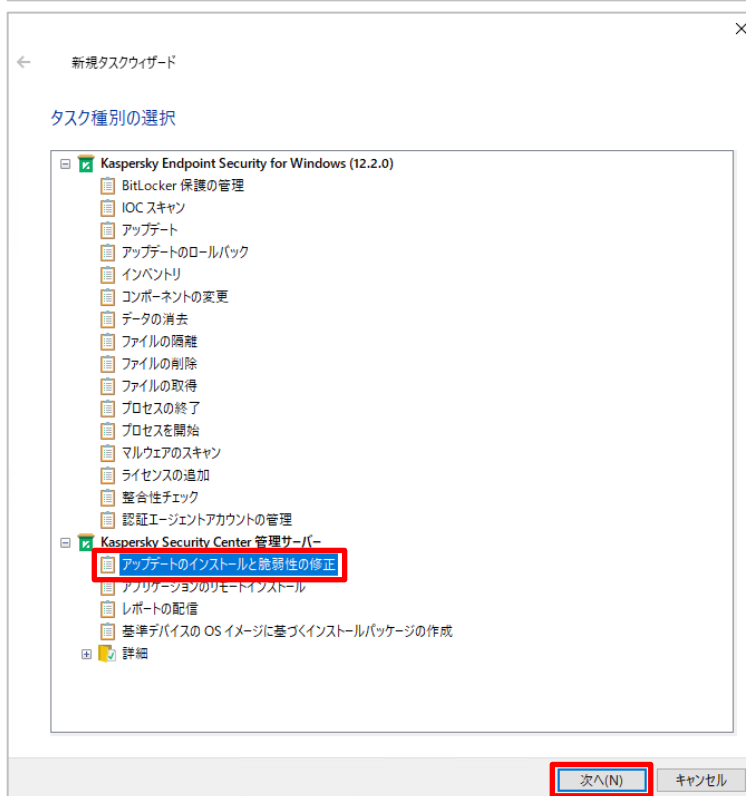 新規タスクウィザード
タスク種別の選択
Kaspersky Endpoint Security for Windows (12.2.0)
BitLocker 保護の管理
IOC スキャン
アップデート
アップデートのロールバック
インベントリ
コンポーネントの変更
データの消去
ファイルの隔離
ファイルの削除
ファイルの取得
プロセスの終了
プロセスを開始
マルウェアのスキャン
ライセンスの追加
整合性チェック
認証エージェントアカウントの管理
Kaspersky Security Center 管理サーバー
アップデートのインストールと脆弱性の修正
アプリケーションのリモートインストール
レポートの配信
基準デバイスの OS イメージに基づくインストールパッケージの作成
詳細
次へ(N) キャンセル